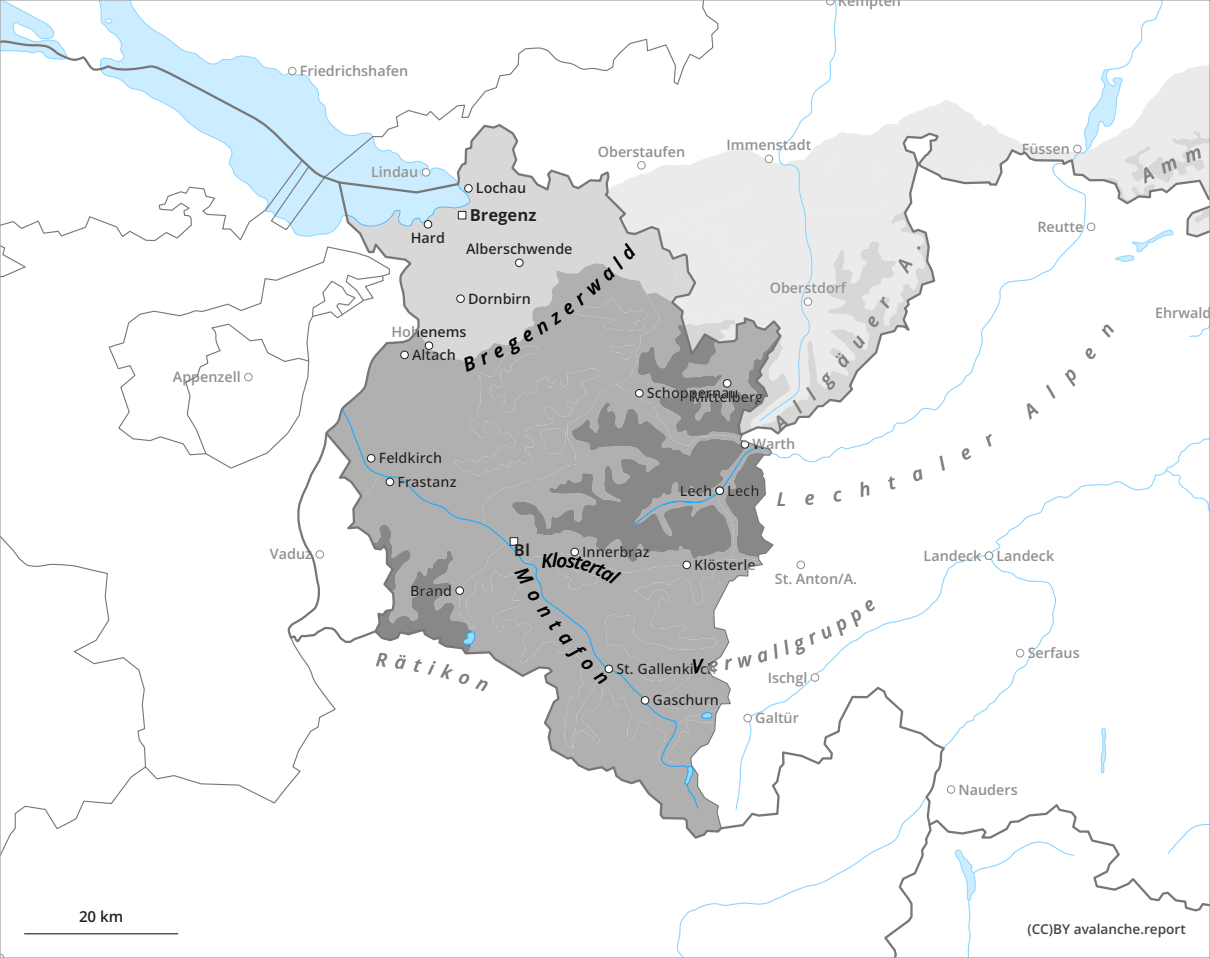 Kempten
Friedrichshafen
Lindau
Oberstaufen
Immenstadt
Füssen
Amm
Lochau
Bregenz
Hard
Alberschwende
Reutte
Dornbirn
Bregenzerwald
Oberstdorf
Allgäuer A.
Ehrwald
Hohenems
Altach
Appenzell
Schoppernau
Mittelberg
Lechtaler Alpen
Warth
Feldkirch
Frastanz
Lech Lech
Vaduz
Bl
Klostertal
Innerbraz
Klösterle
St. Anton/A.
Landeck Landeck
Brand
Montafon
Verwallgruppe
Rätikon
St. Gallenkirch
Serfaus
Ischgl
Gaschurn
Galtür
Nauders
20 km
(CC)BY avalanche.report